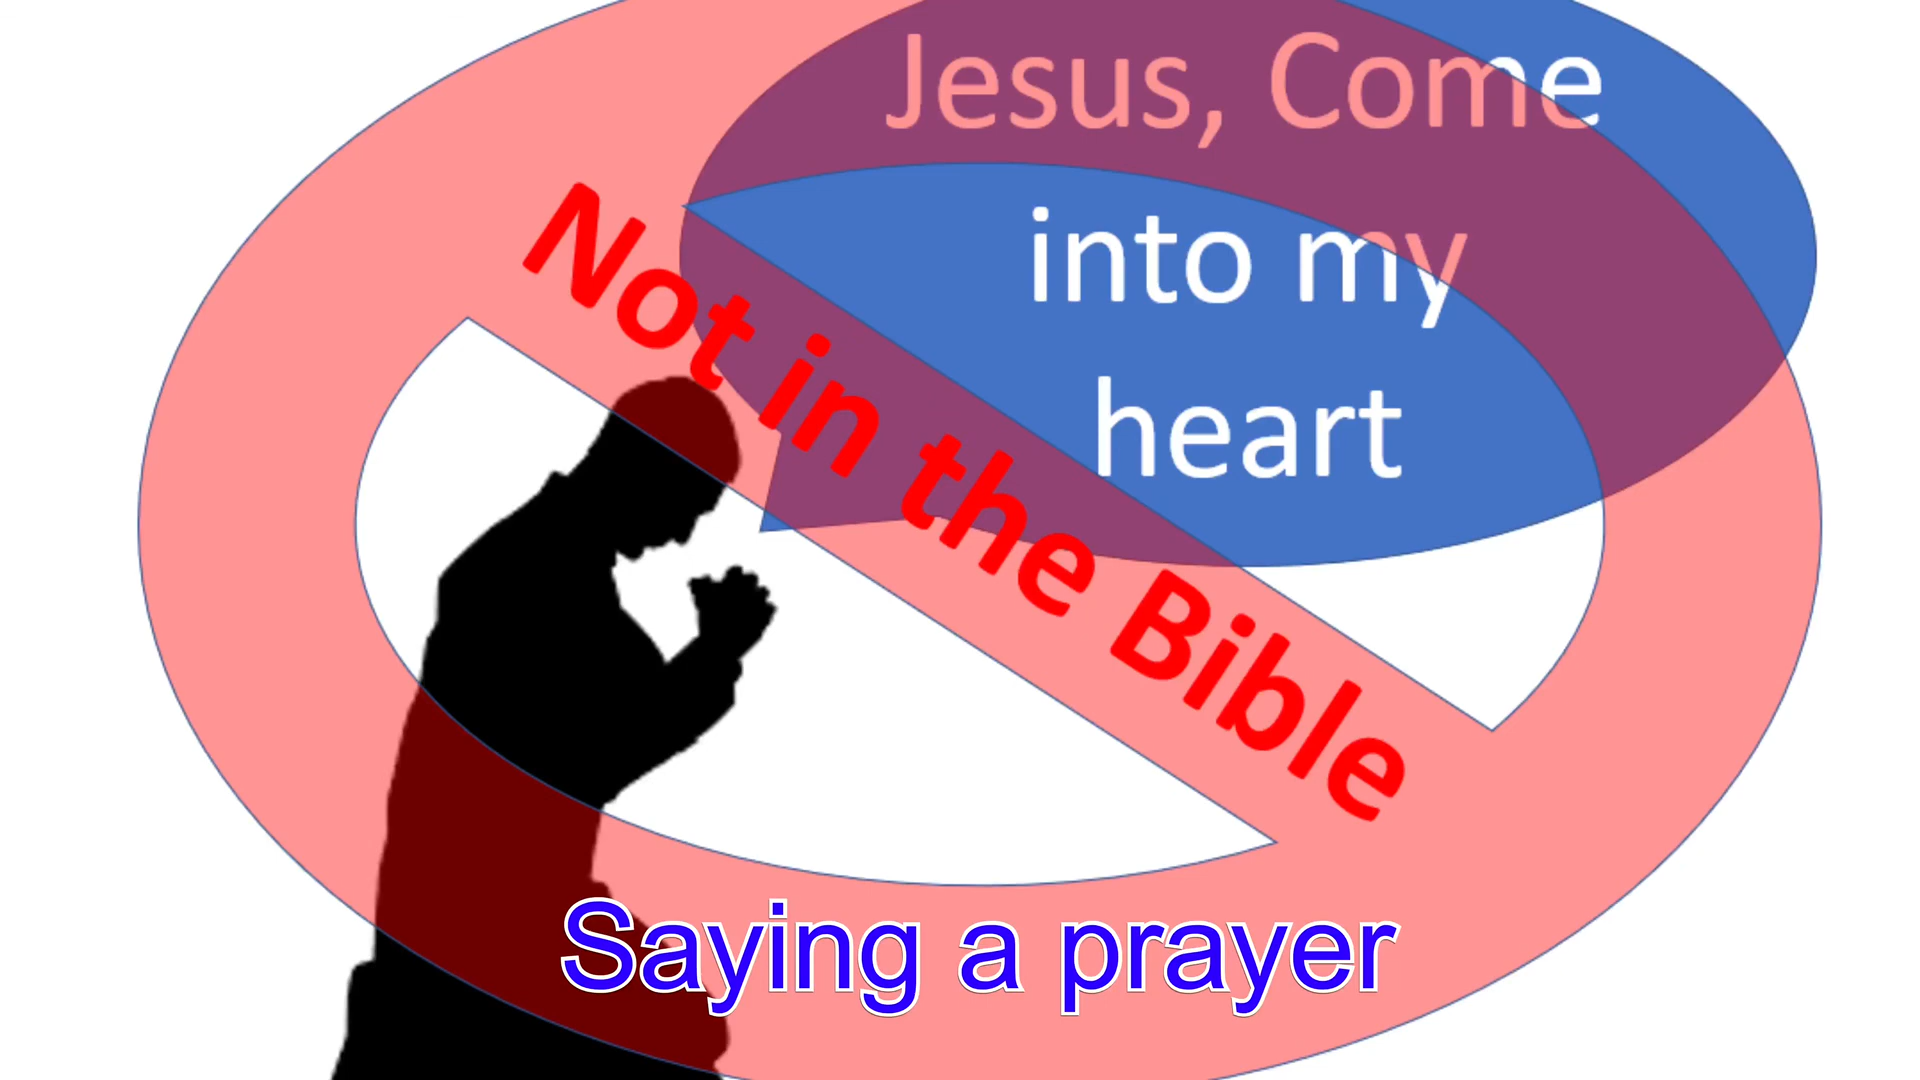 Jesus, Come
into my
heart
Not in the Bible
Saying a prayer